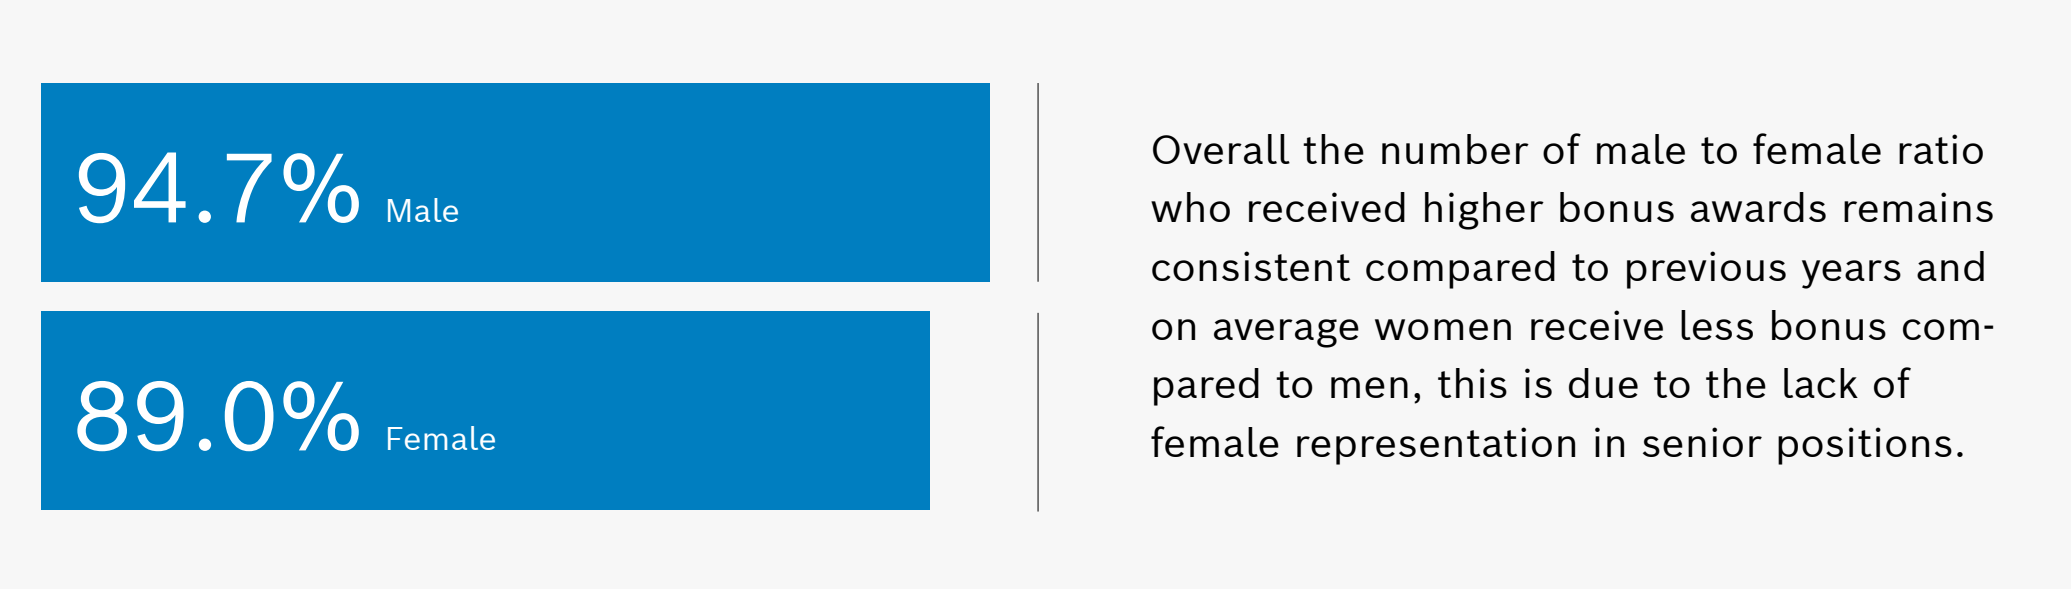 94.7% Male
89.0% Female
Overall the number of male to female ratio
who received higher bonus awards remains
consistent compared to previous years and
on average women receive less bonus com-
pared to men, this is due to the lack of
female representation in senior positions.